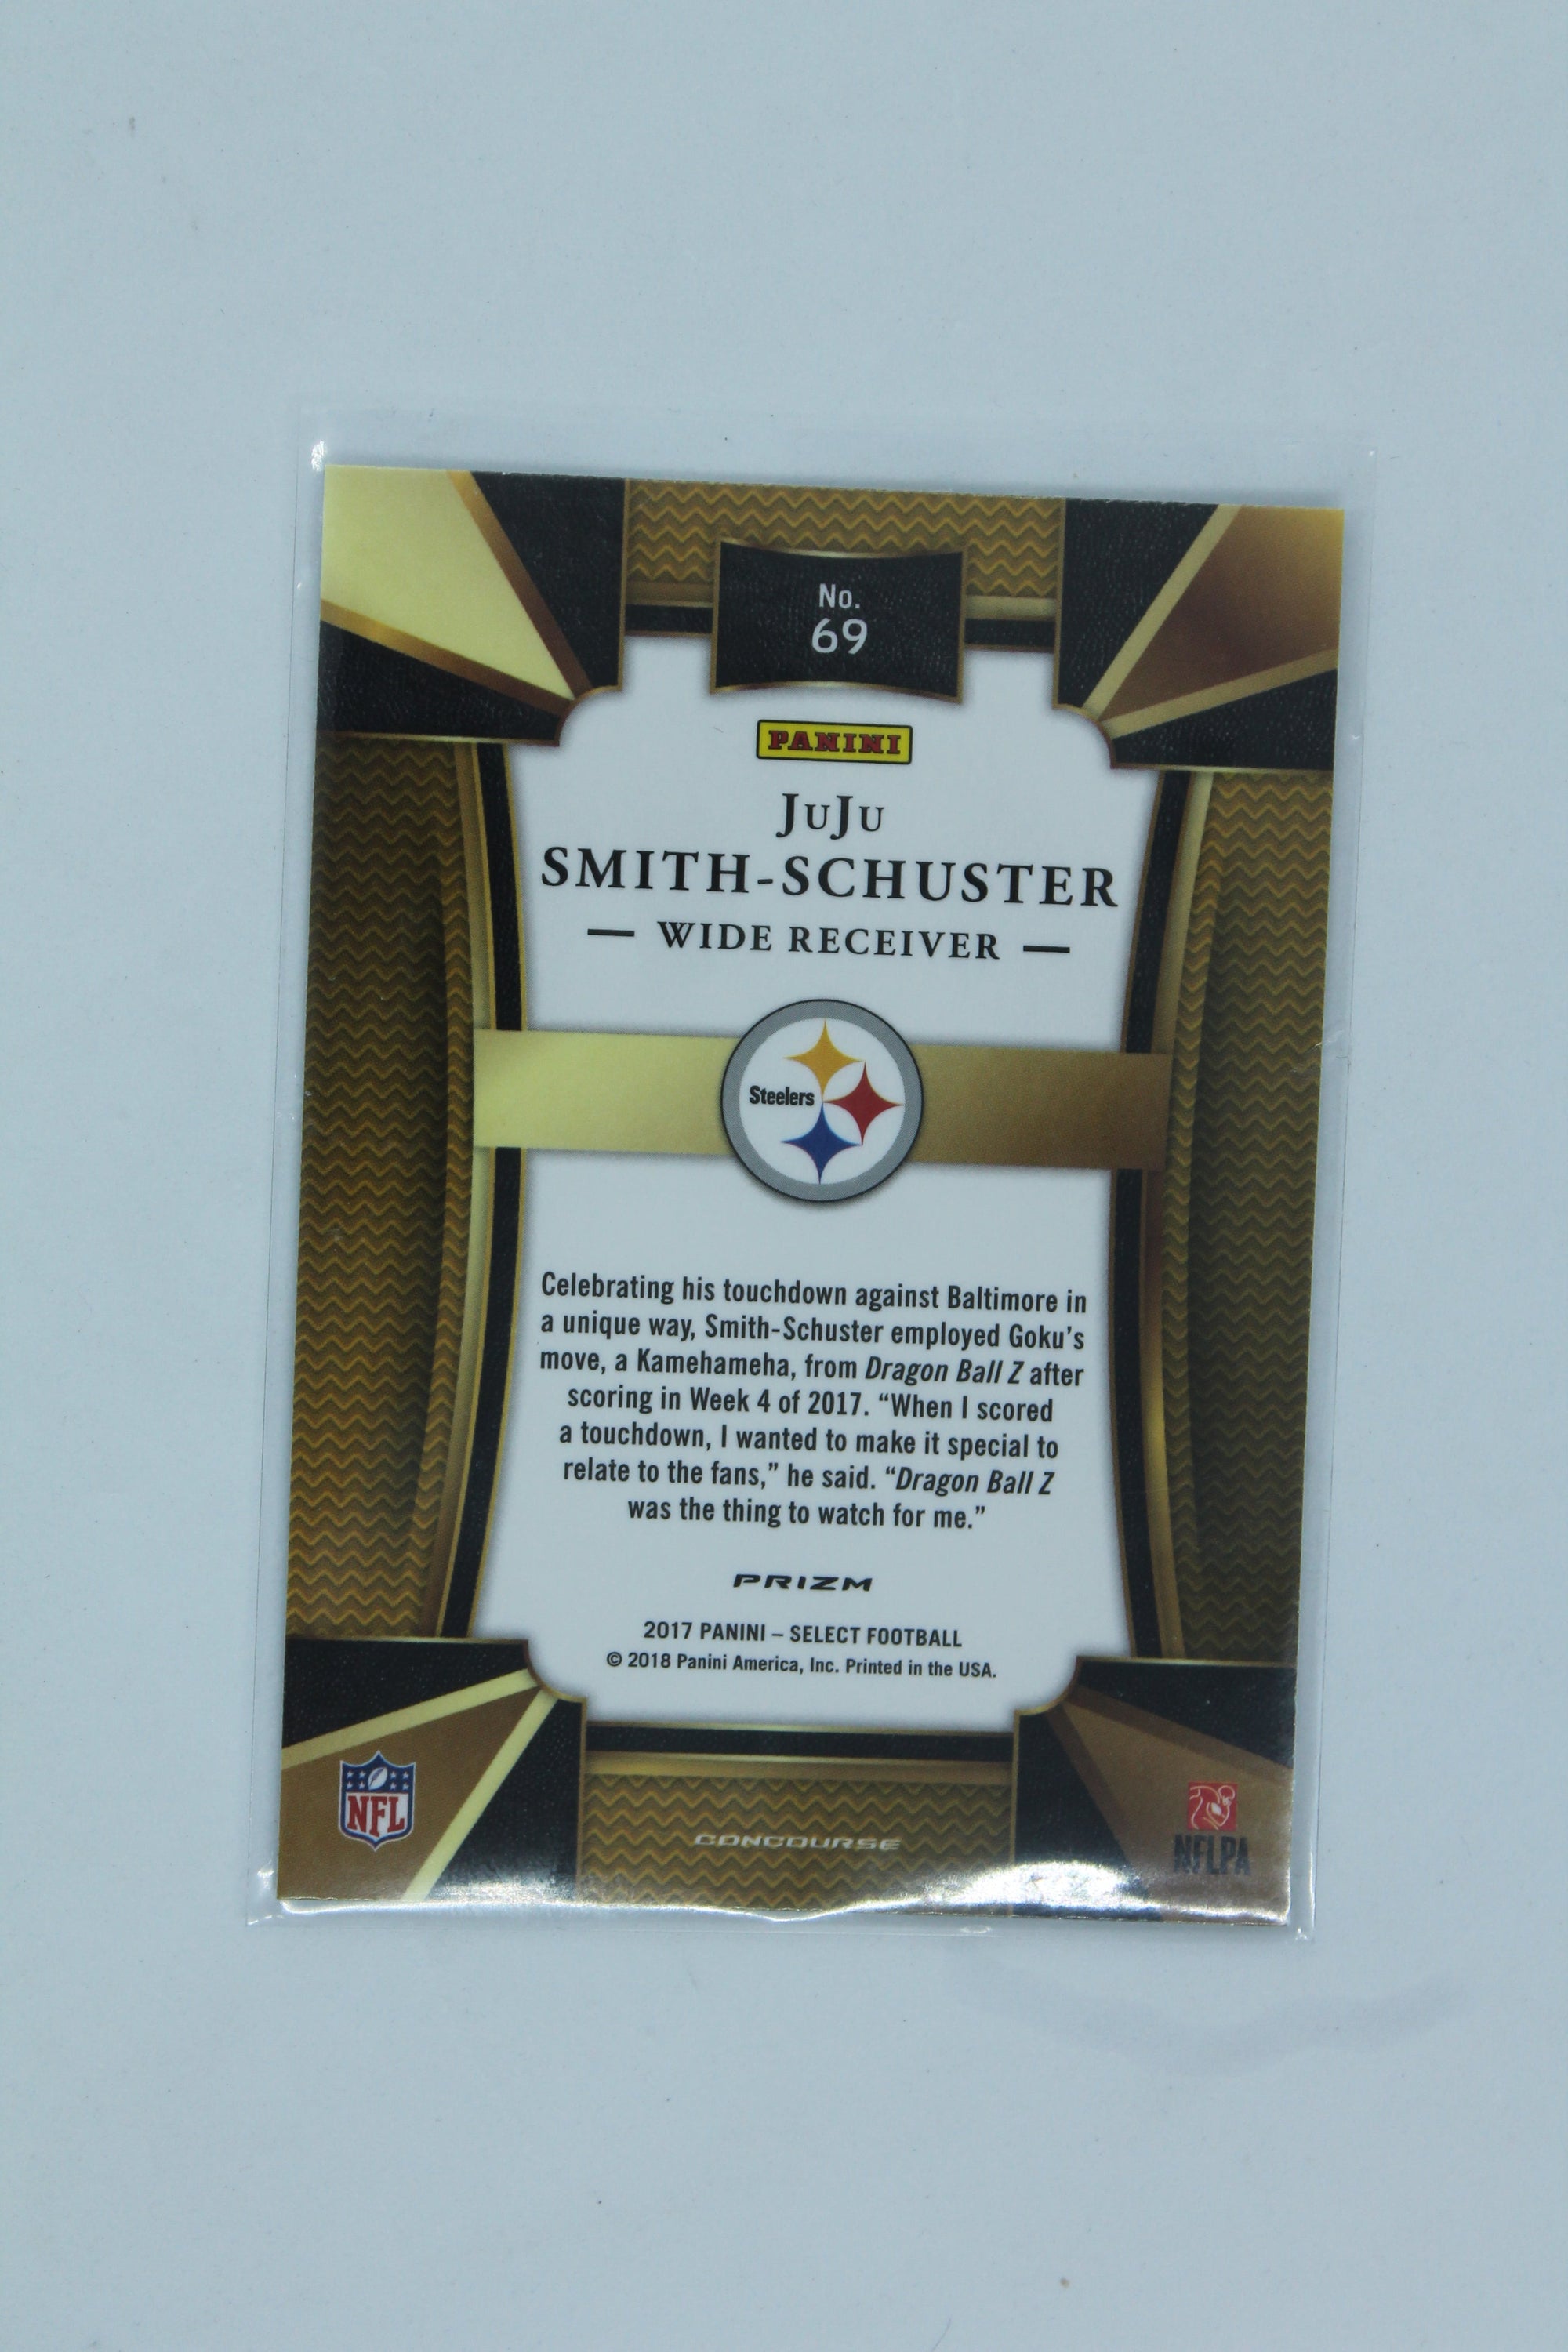 No.
69
PANINI
JuJu
SMITH-SCHUSTER
— WIDE RECEIVER —
Steelers
Celebrating his touchdown against Baltimore in
a unique way, Smith-Schuster employed Goku's
move, a Kamehameha, from Dragon Ball Z after
scoring in Week 4 of 2017. “When I scored
a touchdown, I wanted to make it special to
relate to the fans,” he said. “Dragon Ball Z
was the thing to watch for me.”
PRIZM
2017 PANINI – SELECT FOOTBALL
© 2018 Panini America, Inc. Printed in the USA.
NFL
CONCOURSE
NFLPA